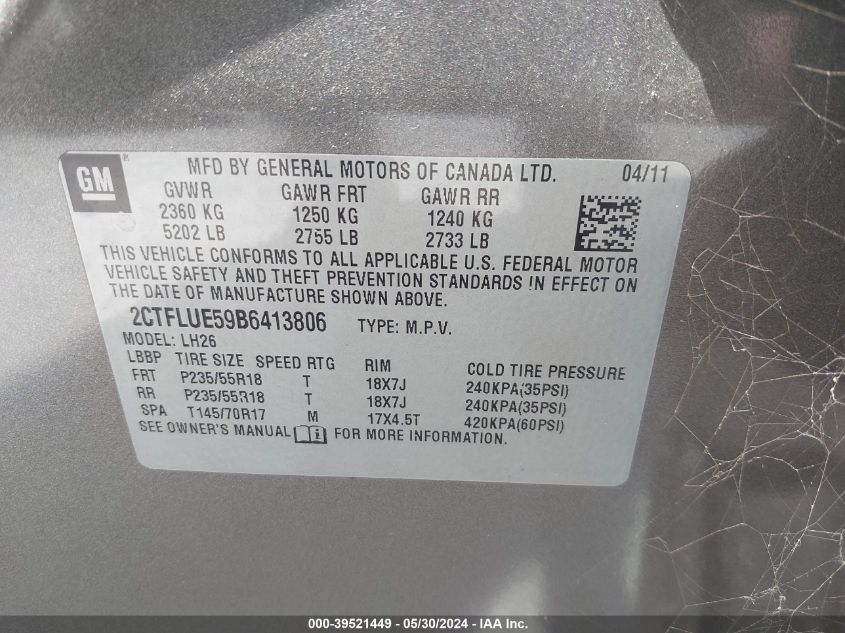 GM ® MFD BY GENERAL MOTORS OF CANADA LTD. 04/11
GVWR GAWR FRT GAWR RR
2360 KG 1250 KG 1240 KG
5202 LB 2755 LB 2733 LB
THIS VEHICLE CONFORMS TO ALL APPLICABLE U.S. FEDERAL MOTOR
VEHICLE SAFETY AND THEFT PREVENTION STANDARDS IN EFFECT ON
THE DATE OF MANUFACTURE SHOWN ABOVE.
2CTFLUE59B6413806 TYPE: M.P.V.
MODEL: LH26
LBBP TIRE SIZE SPEED RTG RIM COLD TIRE PRESSURE
FRT P235/55R18 T 18X7J 240KPA(35PSI)
RR P235/55R18 T 18X7J 240KPA(35PSI)
SPA T145/70R17 M 17X4.5T 420KPA(60PSI)
SEE OWNER'S MANUAL i FOR MORE INFORMATION.
000-39521449 - 05/30/2024 - IAA Inc.